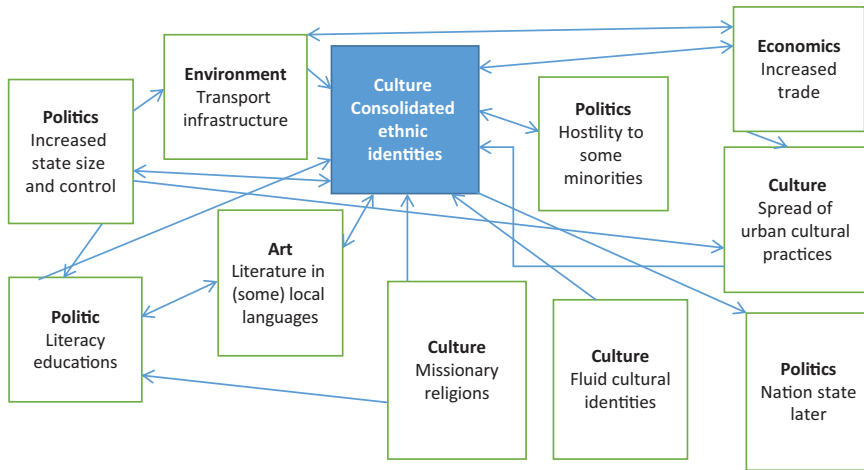 Economics
Increased
trade
Environment
Transport
infrastructure
Culture
Consolidated
ethnic
identities
Politics
Increased
state size
and control
Politics
Hostility to
some
minorities
Culture
Spread of
urban cultural
practices
Art
Literature in
(some) local
languages
Politic
Literacy
educations
Culture
Missionary
religions
Culture
Fluid cultural
identities
Politics
Nation state
later